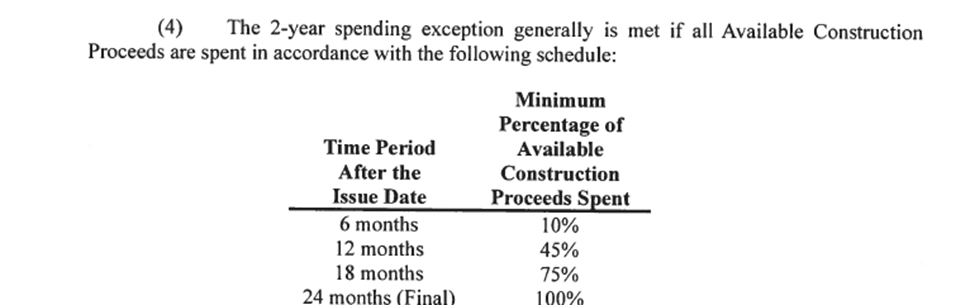 (4) The 2-year spending exception generally is met if all Available Construction
Proceeds are spent in accordance with the following schedule:
Minimum
Percentage of
Time Period Available
After the Construction
Issue Date Proceeds Spent
6 months 10%
12 months 45%
18 months 75%
24 months (Final) 100%